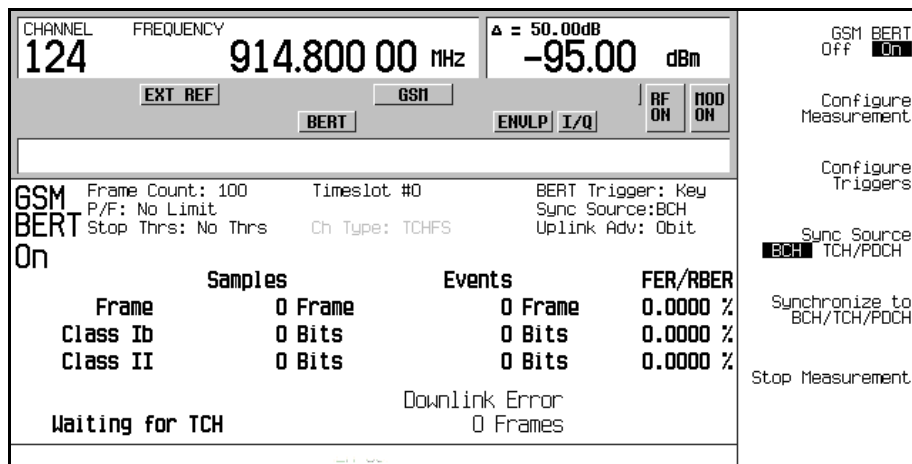 CHANNEL FREQUENCY Δ = 50.00dB
124 914.800 00 MHz -95.00 dBm
EXT REF GSM RF ON MOD ON
BERT ENVLP I/Q
GSM BERT On
Frame Count: 100 Timeslot #0 BERT Trigger: Key
P/F: No Limit Sync Source:BCH
Stop Thrs: No Thrs Ch Type: TCHFS Uplink Adv: 0bit
Samples Events FER/RBER
Frame 0 Frame 0 Frame 0.0000 %
Class Ib 0 Bits 0 Bits 0.0000 %
Class II 0 Bits 0 Bits 0.0000 %
Downlink Error
Waiting for TCH 0 Frames
GSM BERT
Off On
Configure
Measurement
Configure
Triggers
Sync Source
BCH TCH/PDCH
Synchronize to
BCH/TCH/PDCH
Stop Measurement